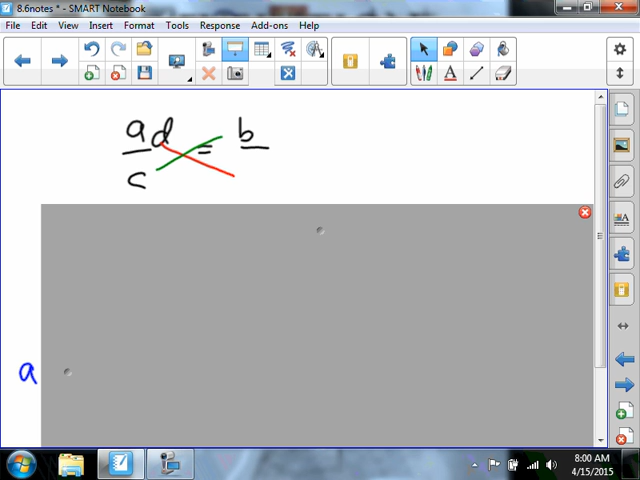 8.6notes * - SMART Notebook
File Edit View Insert Format Tools Response Add-ons Help
a d = b
c
a
8:00 AM
4/15/2015